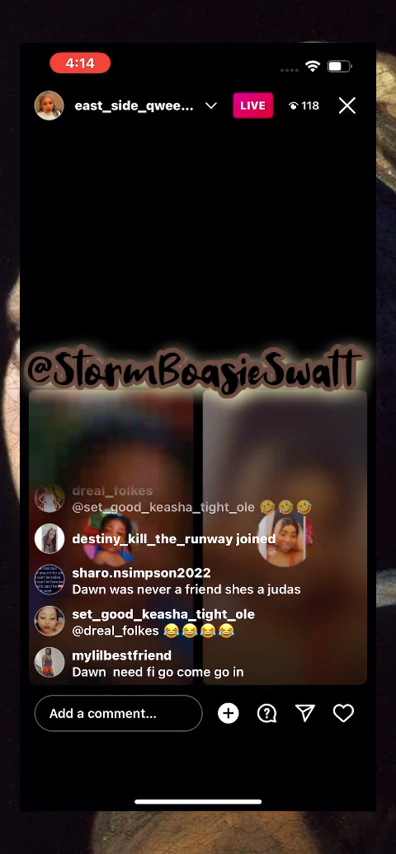 4:14
east_side_qwee...
LIVE
118
@StormBoasieSwatt
dreal_folkes
@set_good_keasha_tight_ole 🤣🤣🤣
destiny_kill_the_runway joined
sharo.nsimpson2022
Dawn was never a friend shes a judas
set_good_keasha_tight_ole
@dreal_folkes 😂😂😂😂
mylilbestfriend
Dawn need fi go come go in
Add a comment...